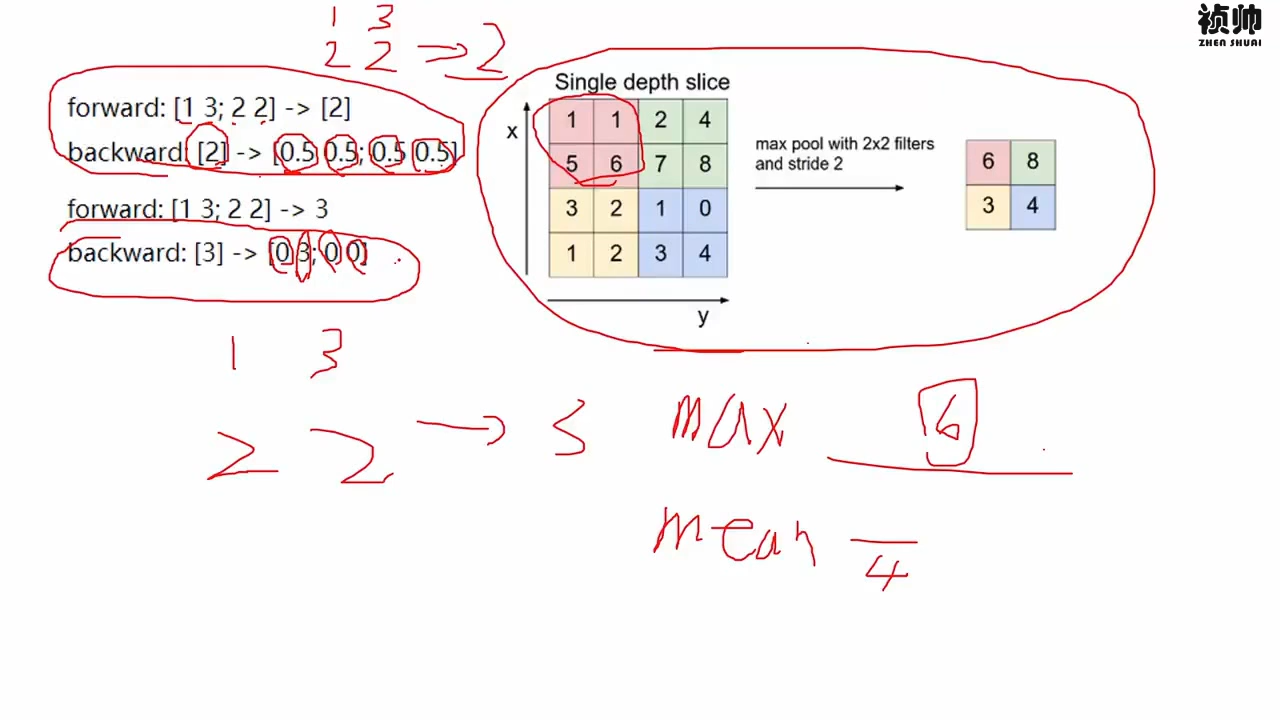 祯帅
ZHEN SHUAI
1 3
2 2 → 2
forward: [1 3; 2 2] -> [2]
backward: [2] -> [0.5 0.5; 0.5 0.5]
forward: [1 3; 2 2] -> 3
backward: [3] -> [0 3; 0 0]
Single depth slice
x
1 1 2 4
5 6 7 8
3 2 1 0
1 2 3 4
y
max pool with 2x2 filters
and stride 2
6 8
3 4
1 3
2 2 → 3
max 6
mean
4